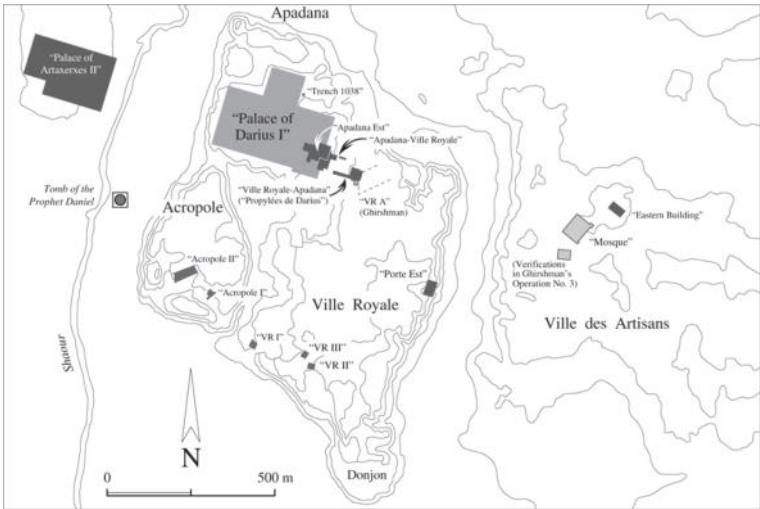 Apadana
“Palace of
Artaxerxes II”
“Trench 1038”
“Palace of
Darius I”
“Apadana Est”
“Apadana-Ville Royale”
Tomb of the
Prophet Daniel
“Ville Royale-Apadana”
(“Propylées de Darius”)
“VR A”
(Ghirshman)
Acropole
“Eastern Building”
“Mosque”
“Acropole II”
“Acropole I”
“Porte Est”
(Verifications
in Ghirshman's
Operation No. 3)
Ville Royale
Ville des Artisans
“VR I”
“VR III”
“VR II”
Shaour
N
Donjon
0
500 m